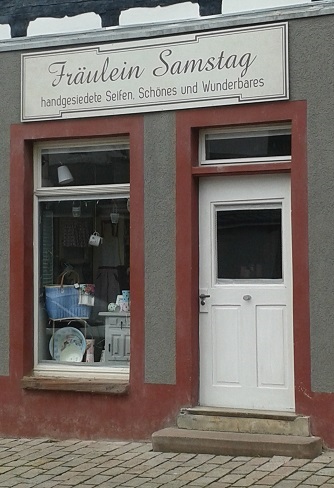 Fräulein Samstag
handgesiedete Seifen, Schönes und Wunderbares